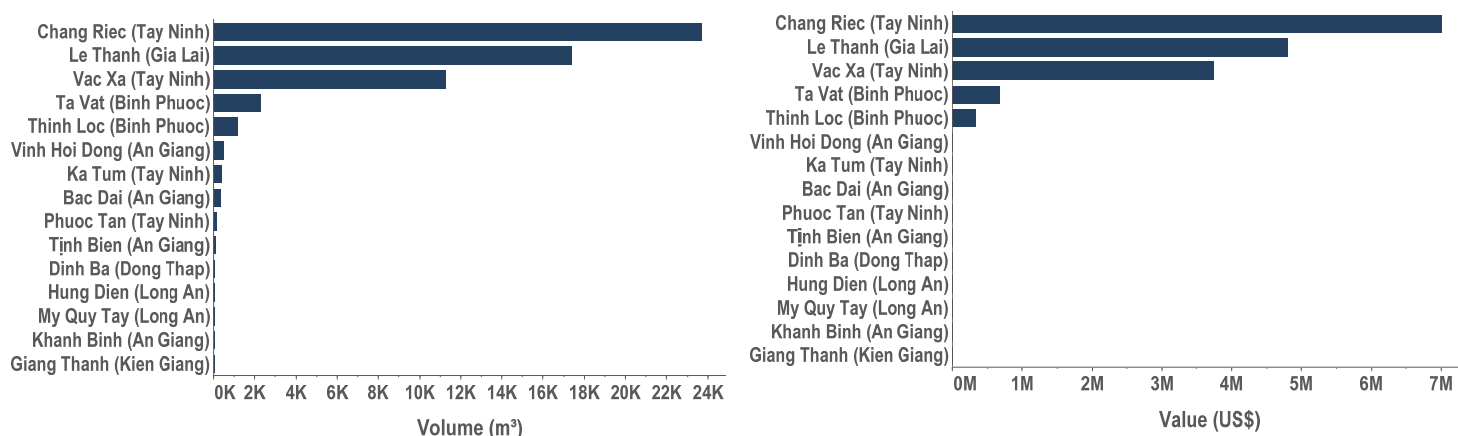 Chang Riec (Tay Ninh)
Le Thanh (Gia Lai)
Vac Xa (Tay Ninh)
Ta Vat (Binh Phuoc)
Thinh Loc (Binh Phuoc)
Vinh Hoi Dong (An Giang)
Ka Tum (Tay Ninh)
Bac Dai (An Giang)
Phuoc Tan (Tay Ninh)
Tịnh Bien (An Giang)
Dinh Ba (Dong Thap)
Hung Dien (Long An)
My Quy Tay (Long An)
Khanh Binh (An Giang)
Giang Thanh (Kien Giang)
0K 2K 4K 6K 8K 10K 12K 14K 16K 18K 20K 22K 24K
Volume (m³)
Chang Riec (Tay Ninh)
Le Thanh (Gia Lai)
Vac Xa (Tay Ninh)
Ta Vat (Binh Phuoc)
Thinh Loc (Binh Phuoc)
Vinh Hoi Dong (An Giang)
Ka Tum (Tay Ninh)
Bac Dai (An Giang)
Phuoc Tan (Tay Ninh)
Tịnh Bien (An Giang)
Dinh Ba (Dong Thap)
Hung Dien (Long An)
My Quy Tay (Long An)
Khanh Binh (An Giang)
Giang Thanh (Kien Giang)
0M 1M 2M 3M 4M 5M 6M 7M
Value (US$)